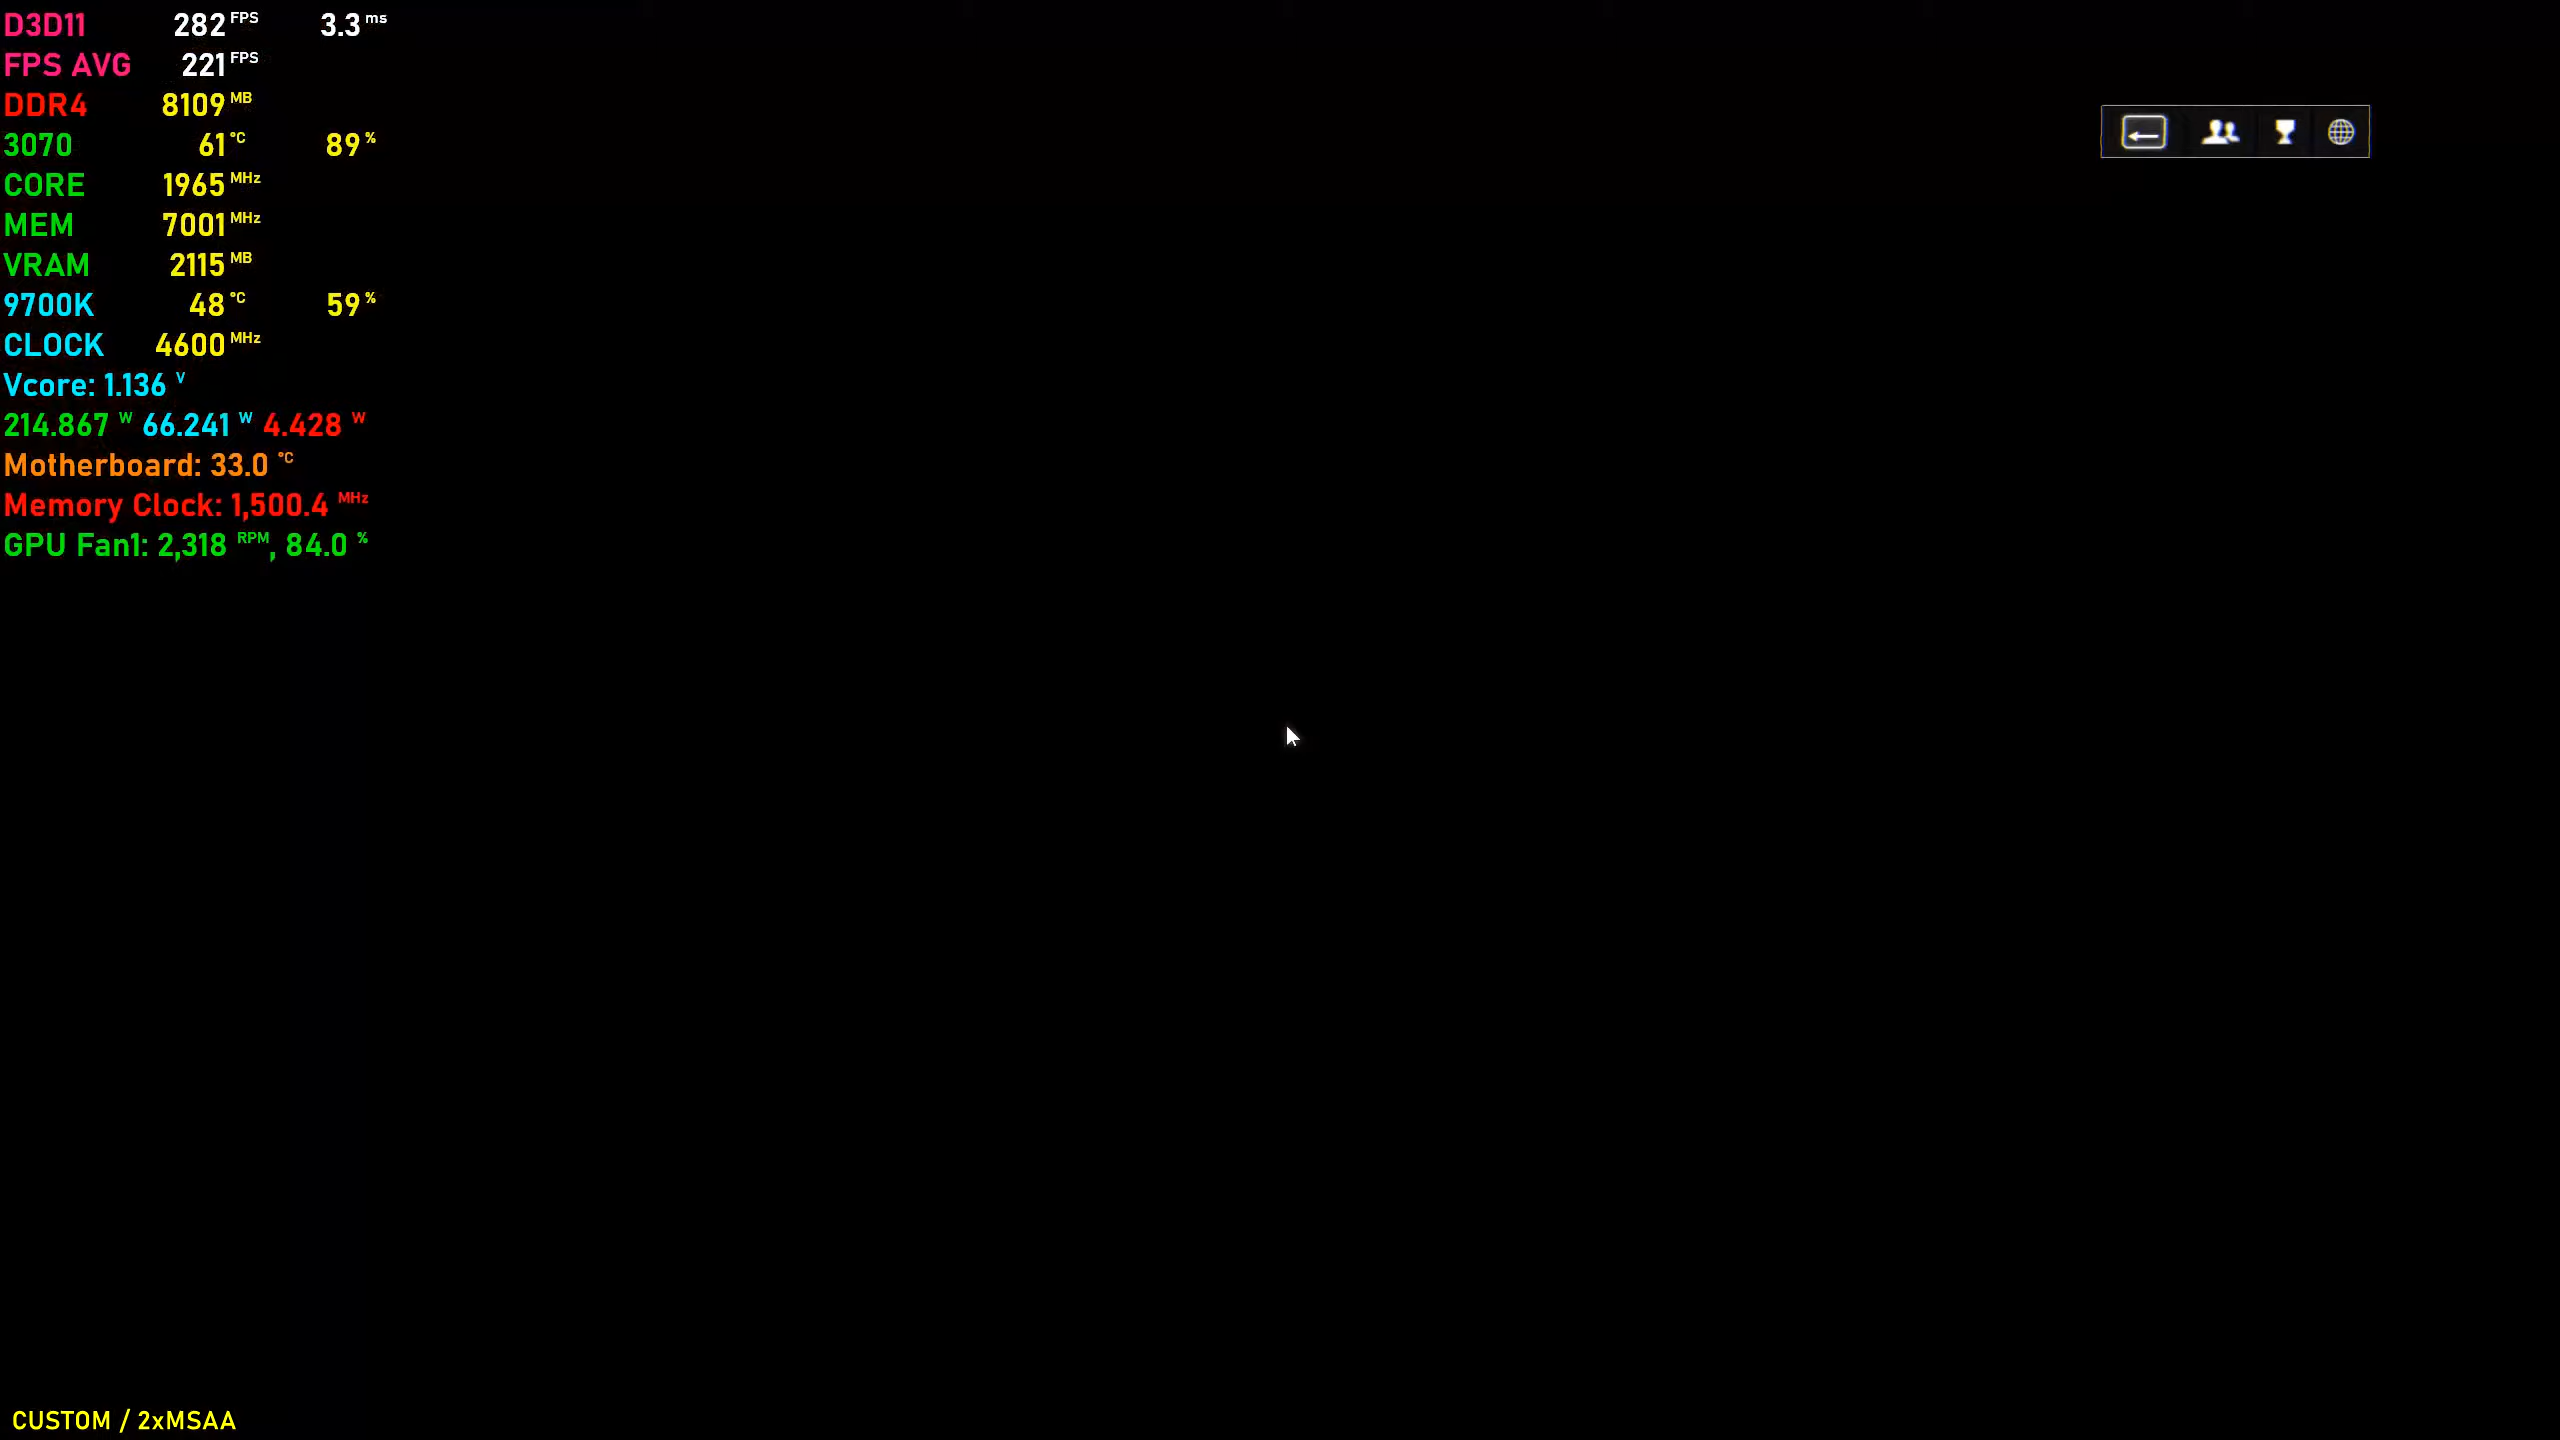 D3D11 282 FPS 3.3 ms
FPS AVG 221 FPS
DDR4 8109 MB
3070 61 °C 89 %
CORE 1965 MHz
MEM 7001 MHz
VRAM 2115 MB
9700K 48 °C 59 %
CLOCK 4600 MHz
Vcore: 1.136 V
214.867 W 66.241 W 4.428 W
Motherboard: 33.0 °C
Memory Clock: 1,500.4 MHz
GPU Fan1: 2,318 RPM, 84.0 %
CUSTOM / 2xMSAA